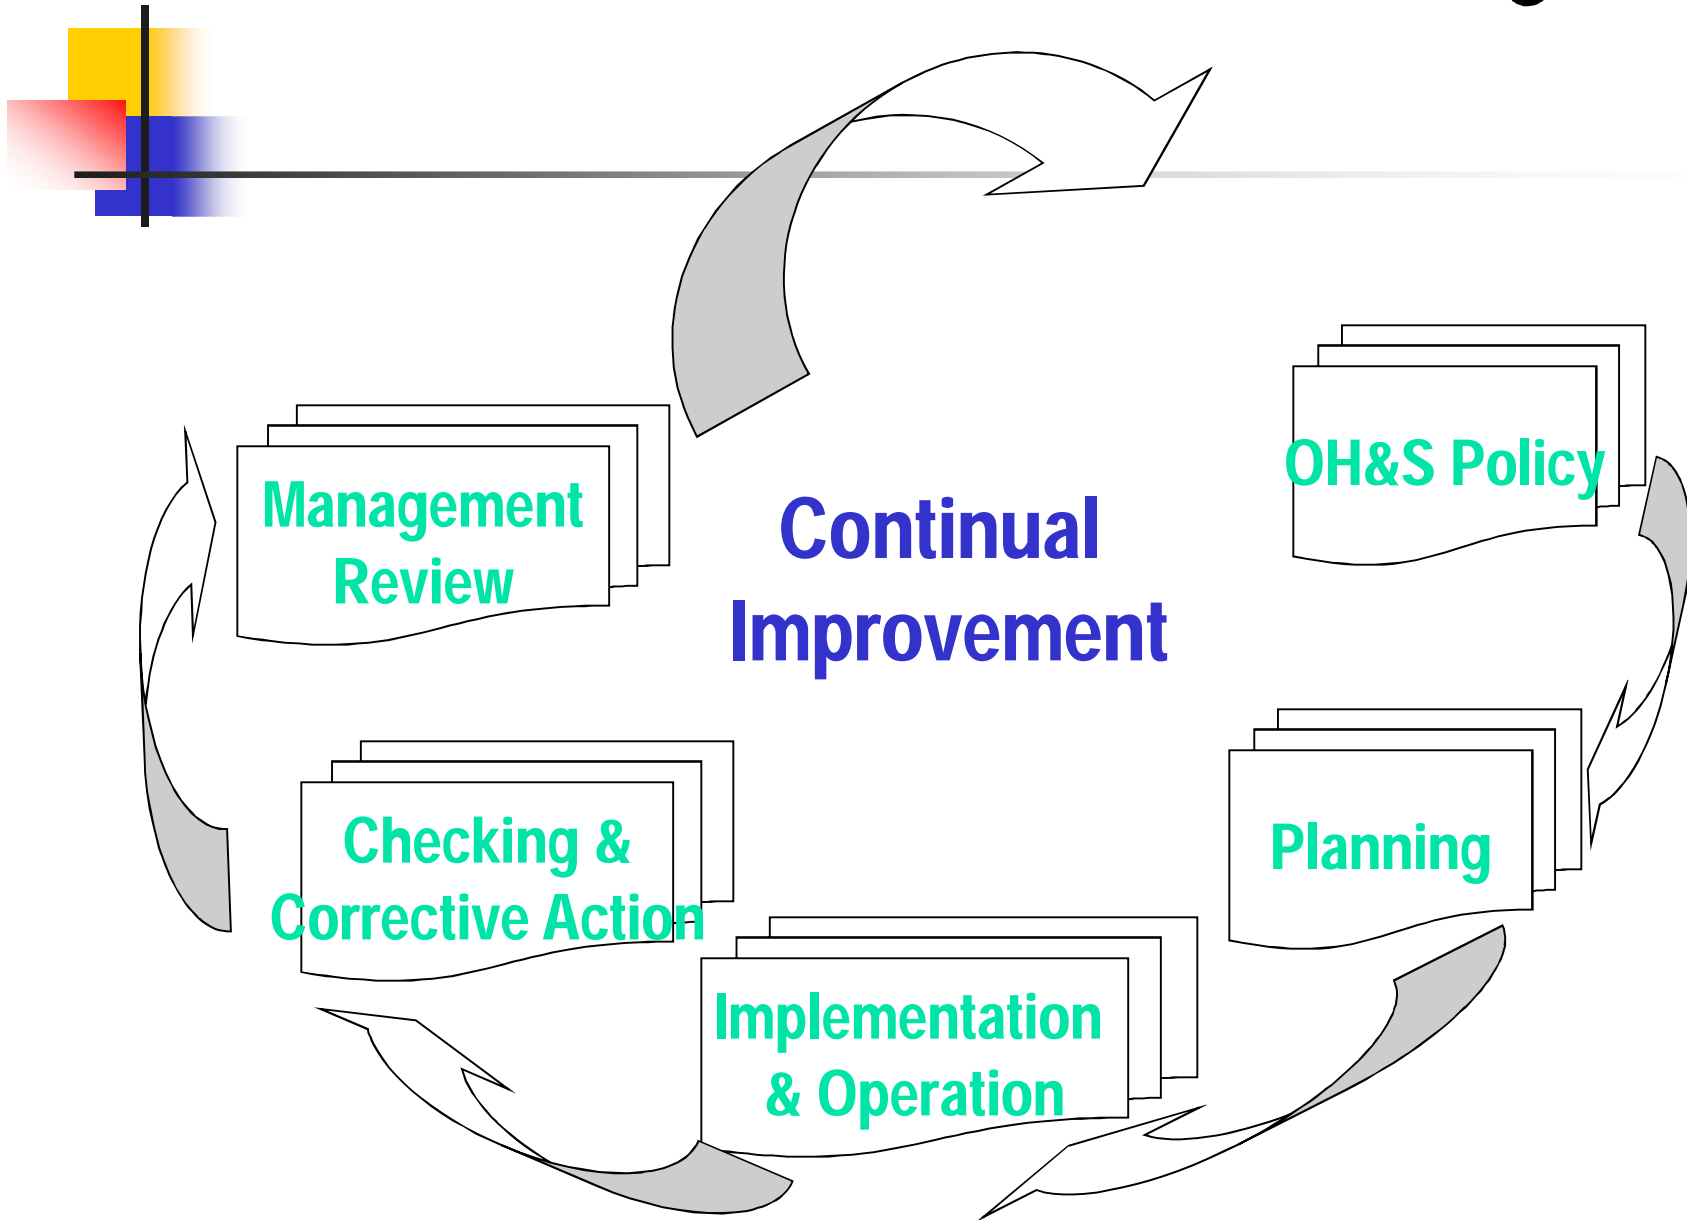 OH&S Policy
Management
Review
Continual
Improvement
Planning
Checking &
Corrective Action
Implementation
& Operation